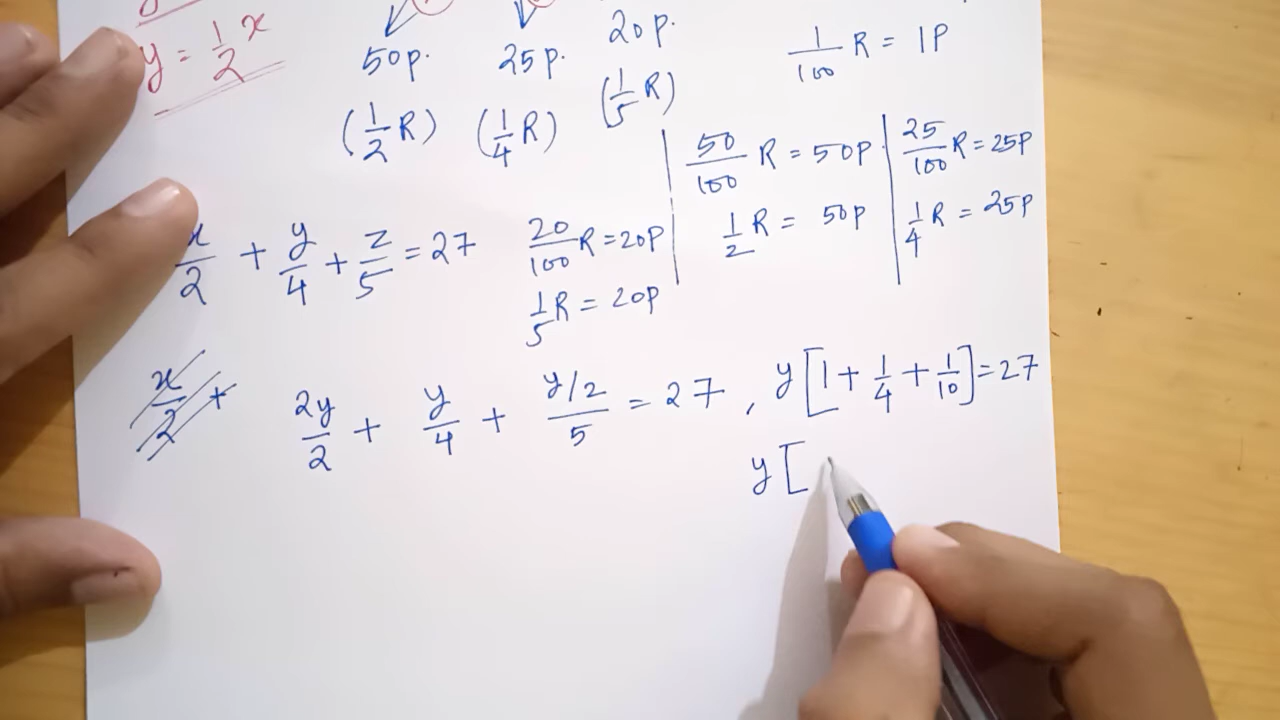 y = 1/2 x
50p. 25p. 20p.
(1/2 R) (1/4 R) (1/5 R)
1/100 R = 1P
50/100 R = 50P
1/2 R = 50p
25/100 R = 25P
1/4 R = 25p
x/2 + y/4 + z/5 = 27
20/100 R = 20P
1/5 R = 20p
x/2 +
2y/2 + y/4 + y/2/5 = 27 , y[1 + 1/4 + 1/10] = 27
y[